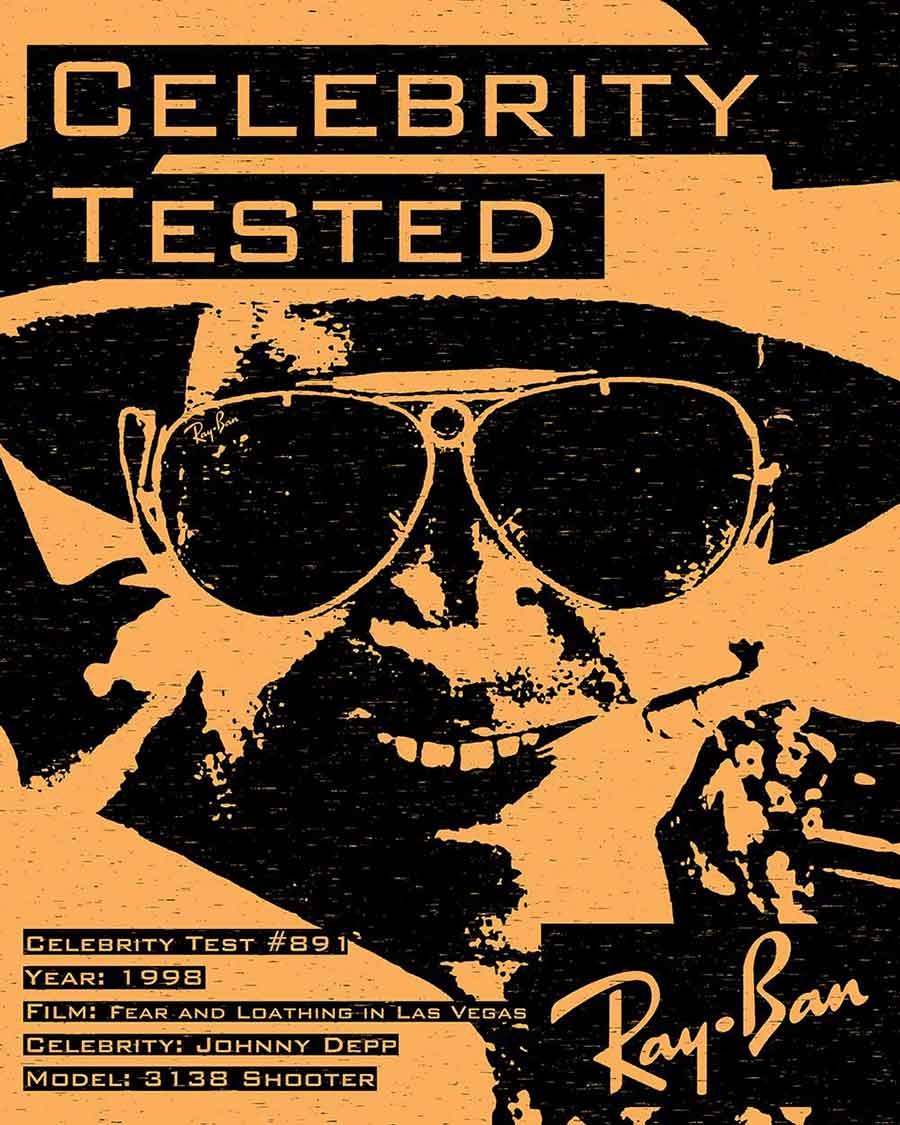 Celebrity
Tested
Ray-Ban
Celebrity Test #891
Year: 1998
Film: Fear and Loathing in Las Vegas
Celebrity: Johnny Depp
Model: 3138 Shooter
Ray-Ban